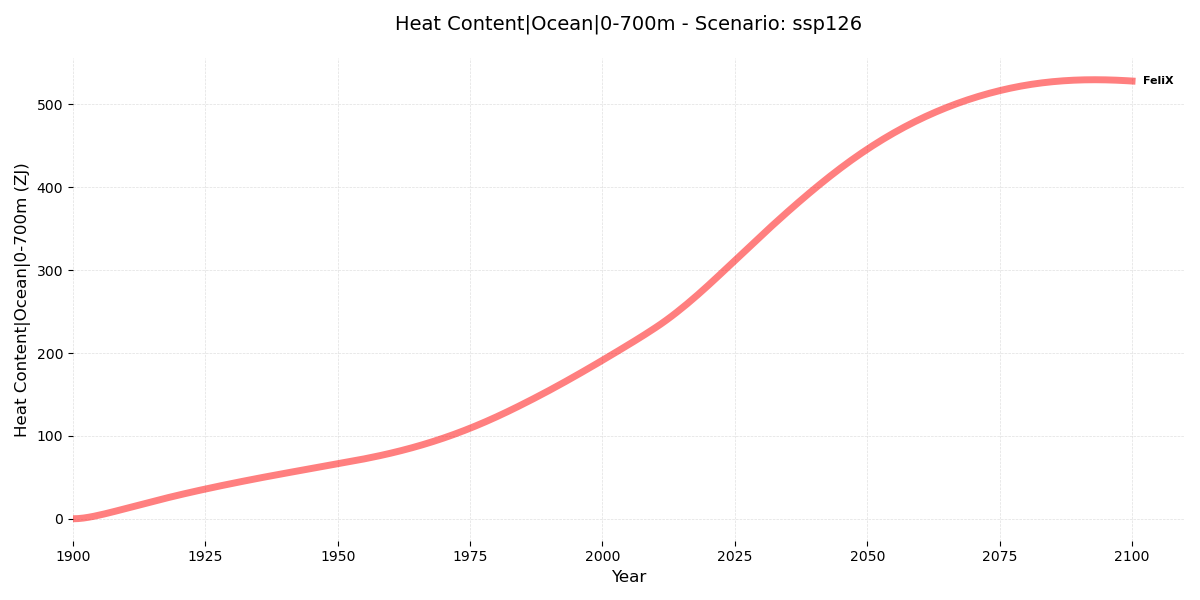 Heat Content|Ocean|0-700m - Scenario: ssp126
Heat Content|Ocean|0-700m (ZJ)
500
400
300
200
100
0
FeliX
1900 1925 1950 1975 2000 2025 2050 2075 2100
Year